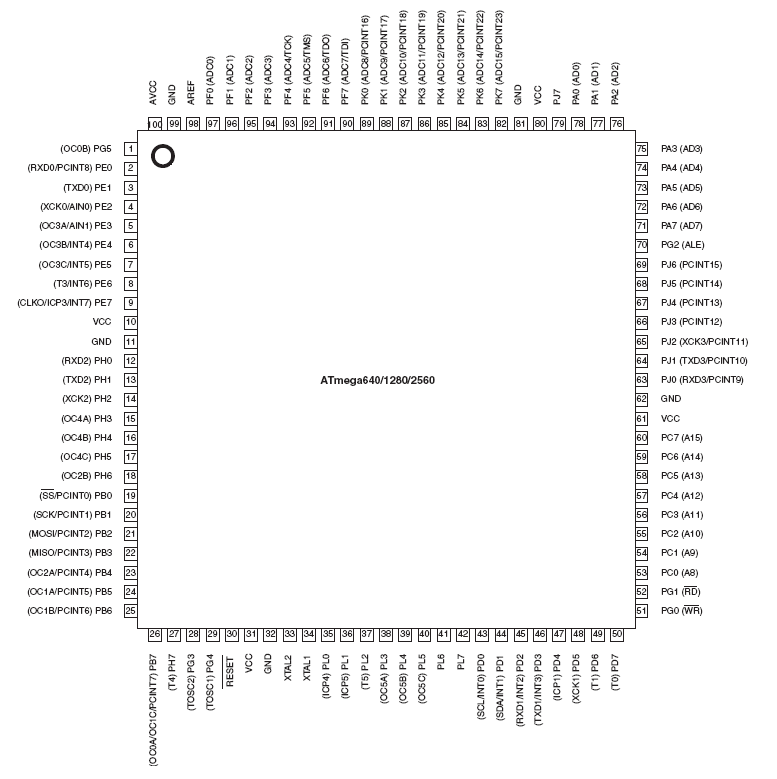 AVCC
GND
AREF
PF0 (ADC0)
PF1 (ADC1)
PF2 (ADC2)
PF3 (ADC3)
PF4 (ADC4/TCK)
PF5 (ADC5/TMS)
PF6 (ADC6/TDO)
PF7 (ADC7/TDI)
PK0 (ADC8/PCINT16)
PK1 (ADC9/PCINT17)
PK2 (ADC10/PCINT18)
PK3 (ADC11/PCINT19)
PK4 (ADC12/PCINT20)
PK5 (ADC13/PCINT21)
PK6 (ADC14/PCINT22)
PK7 (ADC15/PCINT23)
GND
VCC
PJ7
PA0 (AD0)
PA1 (AD1)
PA2 (AD2)
100 99 98 97 96 95 94 93 92 91 90 89 88 87 86 85 84 83 82 81 80 79 78 77 76
(OC0B) PG5 1
(RXD0/PCINT8) PE0 2
(TXD0) PE1 3
(XCK0/AIN0) PE2 4
(OC3A/AIN1) PE3 5
(OC3B/INT4) PE4 6
(OC3C/INT5) PE5 7
(T3/INT6) PE6 8
(CLKO/ICP3/INT7) PE7 9
VCC 10
GND 11
(RXD2) PH0 12
(TXD2) PH1 13
(XCK2) PH2 14
(OC4A) PH3 15
(OC4B) PH4 16
(OC4C) PH5 17
(OC2B) PH6 18
(SS/PCINT0) PB0 19
(SCK/PCINT1) PB1 20
(MOSI/PCINT2) PB2 21
(MISO/PCINT3) PB3 22
(OC2A/PCINT4) PB4 23
(OC1A/PCINT5) PB5 24
(OC1B/PCINT6) PB6 25
ATmega640/1280/2560
75 PA3 (AD3)
74 PA4 (AD4)
73 PA5 (AD5)
72 PA6 (AD6)
71 PA7 (AD7)
70 PG2 (ALE)
69 PJ6 (PCINT15)
68 PJ5 (PCINT14)
67 PJ4 (PCINT13)
66 PJ3 (PCINT12)
65 PJ2 (XCK3/PCINT11)
64 PJ1 (TXD3/PCINT10)
63 PJ0 (RXD3/PCINT9)
62 GND
61 VCC
60 PC7 (A15)
59 PC6 (A14)
58 PC5 (A13)
57 PC4 (A12)
56 PC3 (A11)
55 PC2 (A10)
54 PC1 (A9)
53 PC0 (A8)
52 PG1 (RD)
51 PG0 (WR)
26 27 28 29 30 31 32 33 34 35 36 37 38 39 40 41 42 43 44 45 46 47 48 49 50
(OC0A/OC1C/PCINT7) PB7
(T4) PH7
(TOSC2) PG3
(TOSC1) PG4
RESET
VCC
GND
XTAL2
XTAL1
(ICP4) PL0
(ICP5) PL1
(T5) PL2
(OC5A) PL3
(OC5B) PL4
(OC5C) PL5
PL6
PL7
(SCL/INT0) PD0
(SDA/INT1) PD1
(RXD1/INT2) PD2
(TXD1/INT3) PD3
(ICP1) PD4
(XCK1) PD5
(T1) PD6
(T0) PD7